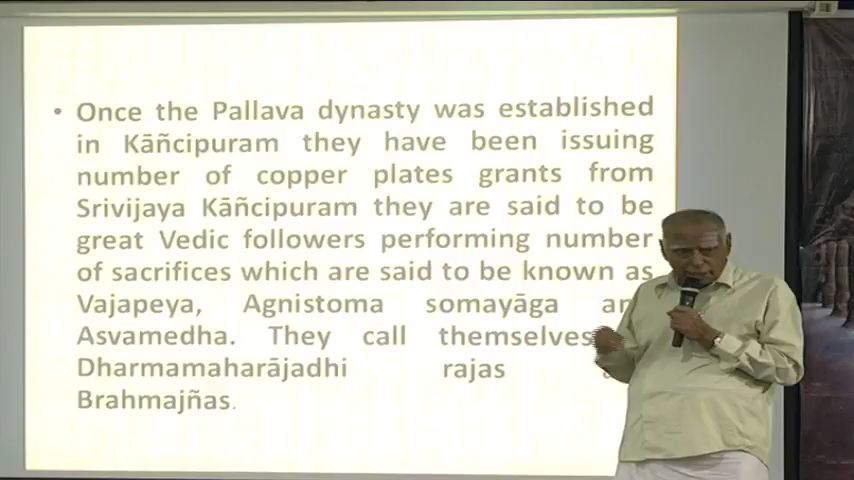 • Once the Pallava dynasty was established
in Kāñcipuram they have been issuing
number of copper plates grants from
Srivijaya Kāñcipuram they are said to be
great Vedic followers performing number
of sacrifices which are said to be known as
Vajapeya, Agnistoma somayāga
Asvamedha. They call themselves
Dharmamaharājadhi rajas
Brahmajñas.